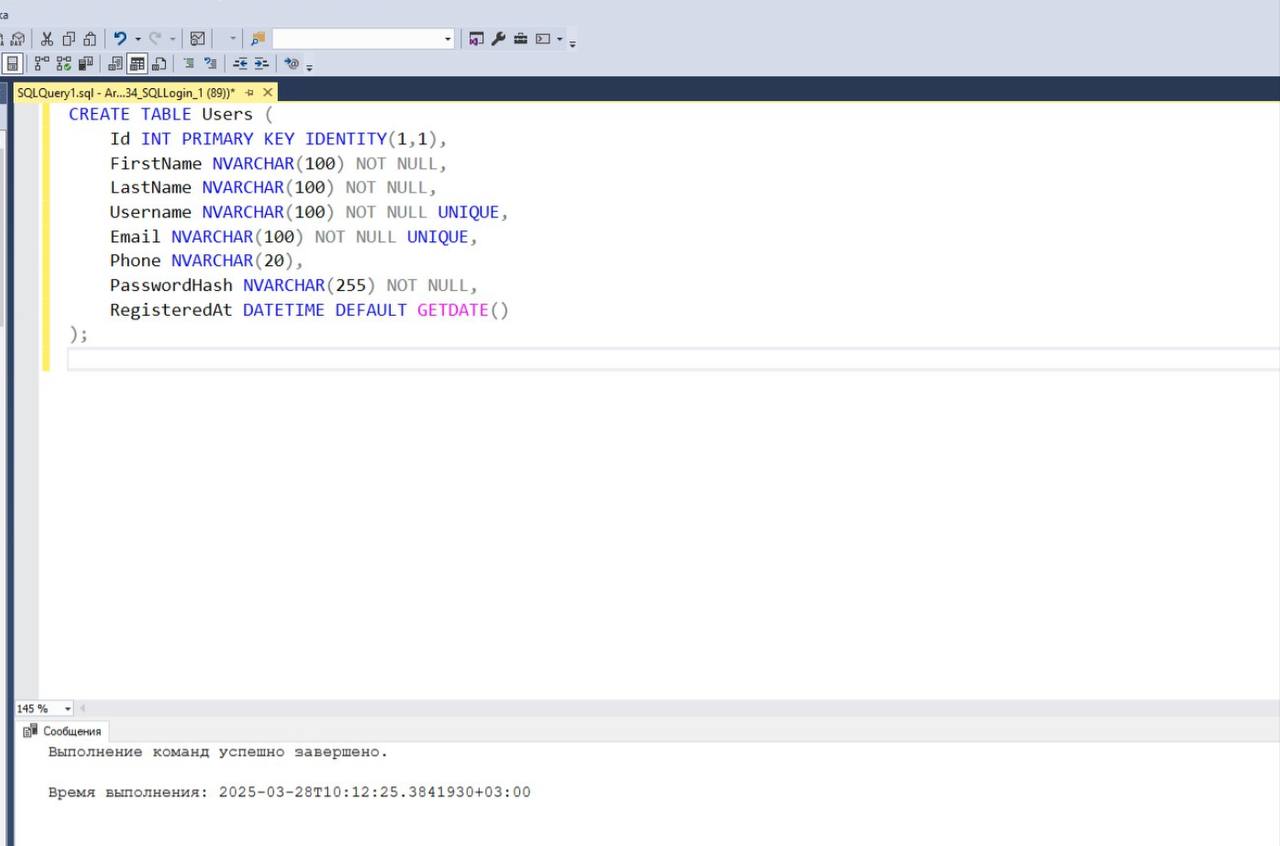 ка
SQLQuery1.sql - Ar...34_SQLLogin_1 (89))*
CREATE TABLE Users (
Id INT PRIMARY KEY IDENTITY(1,1),
FirstName NVARCHAR(100) NOT NULL,
LastName NVARCHAR(100) NOT NULL,
Username NVARCHAR(100) NOT NULL UNIQUE,
Email NVARCHAR(100) NOT NULL UNIQUE,
Phone NVARCHAR(20),
PasswordHash NVARCHAR(255) NOT NULL,
RegisteredAt DATETIME DEFAULT GETDATE()
);
145 %
Сообщения
Выполнение команд успешно завершено.
Время выполнения: 2025-03-28T10:12:25.3841930+03:00